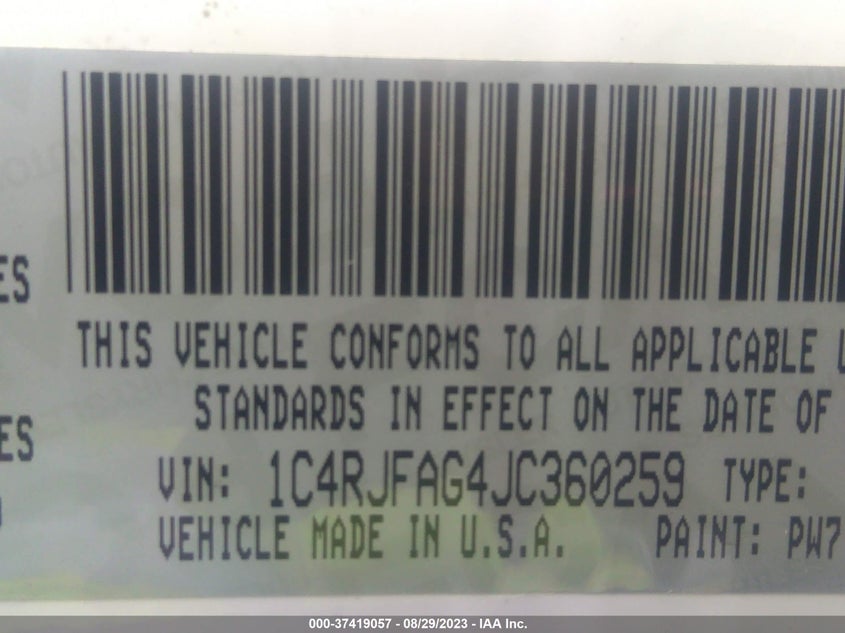 ES
THIS VEHICLE CONFORMS TO ALL APPLICABLE
STANDARDS IN EFFECT ON THE DATE OF
ES
VIN: 1C4RJFAG4JC360259 TYPE:
VEHICLE MADE IN U.S.A. PAINT: PW7
000-37419057 - 08/29/2023 - IAA Inc.